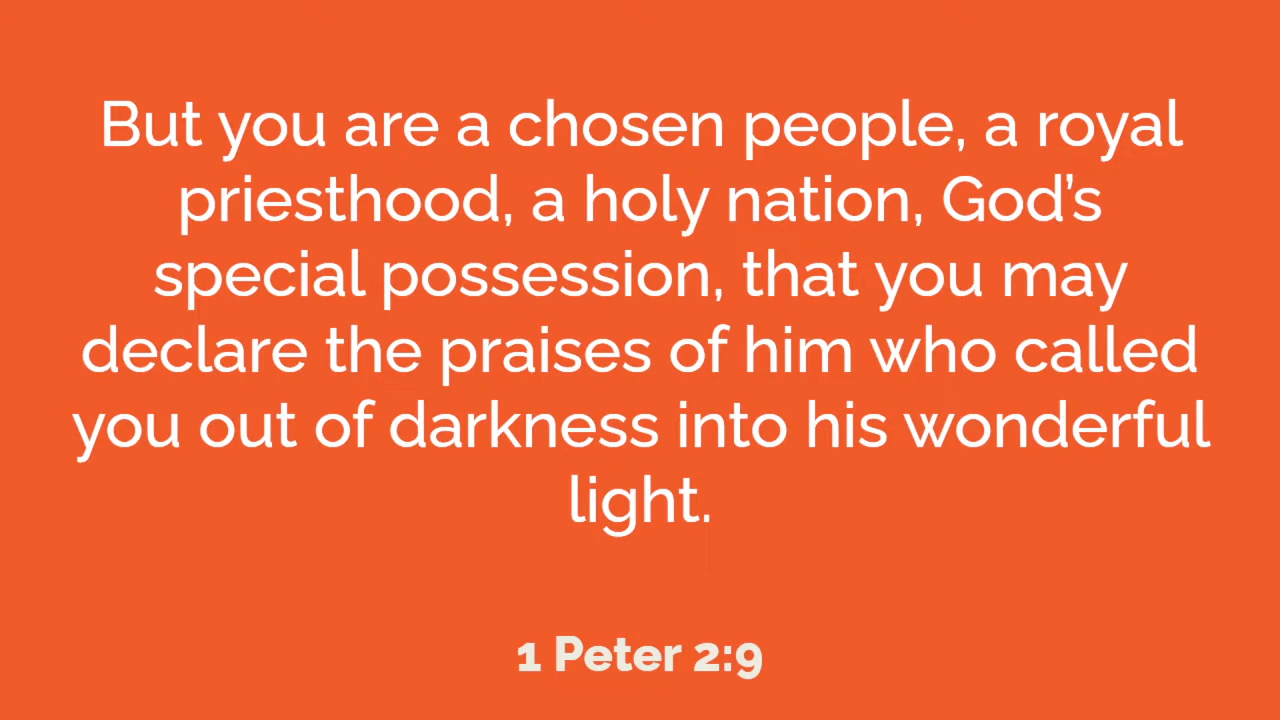 But you are a chosen people, a royal
priesthood, a holy nation, God’s
special possession, that you may
declare the praises of him who called
you out of darkness into his wonderful
light.
1 Peter 2:9